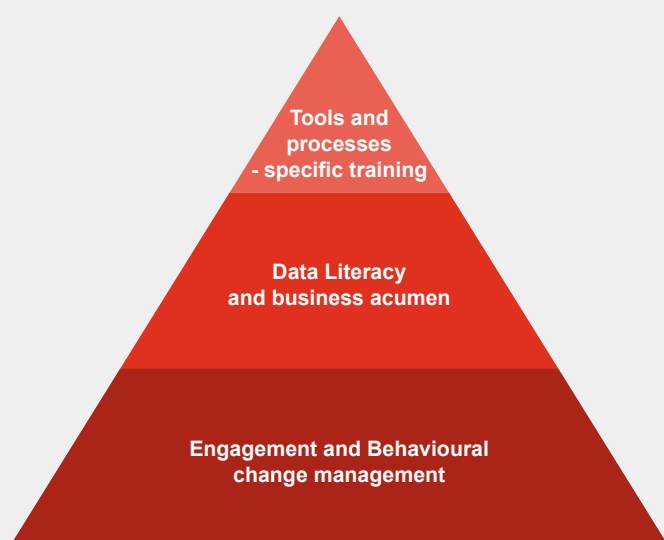 Tools and
processes
- specific training
Data Literacy
and business acumen
Engagement and Behavioural
change management